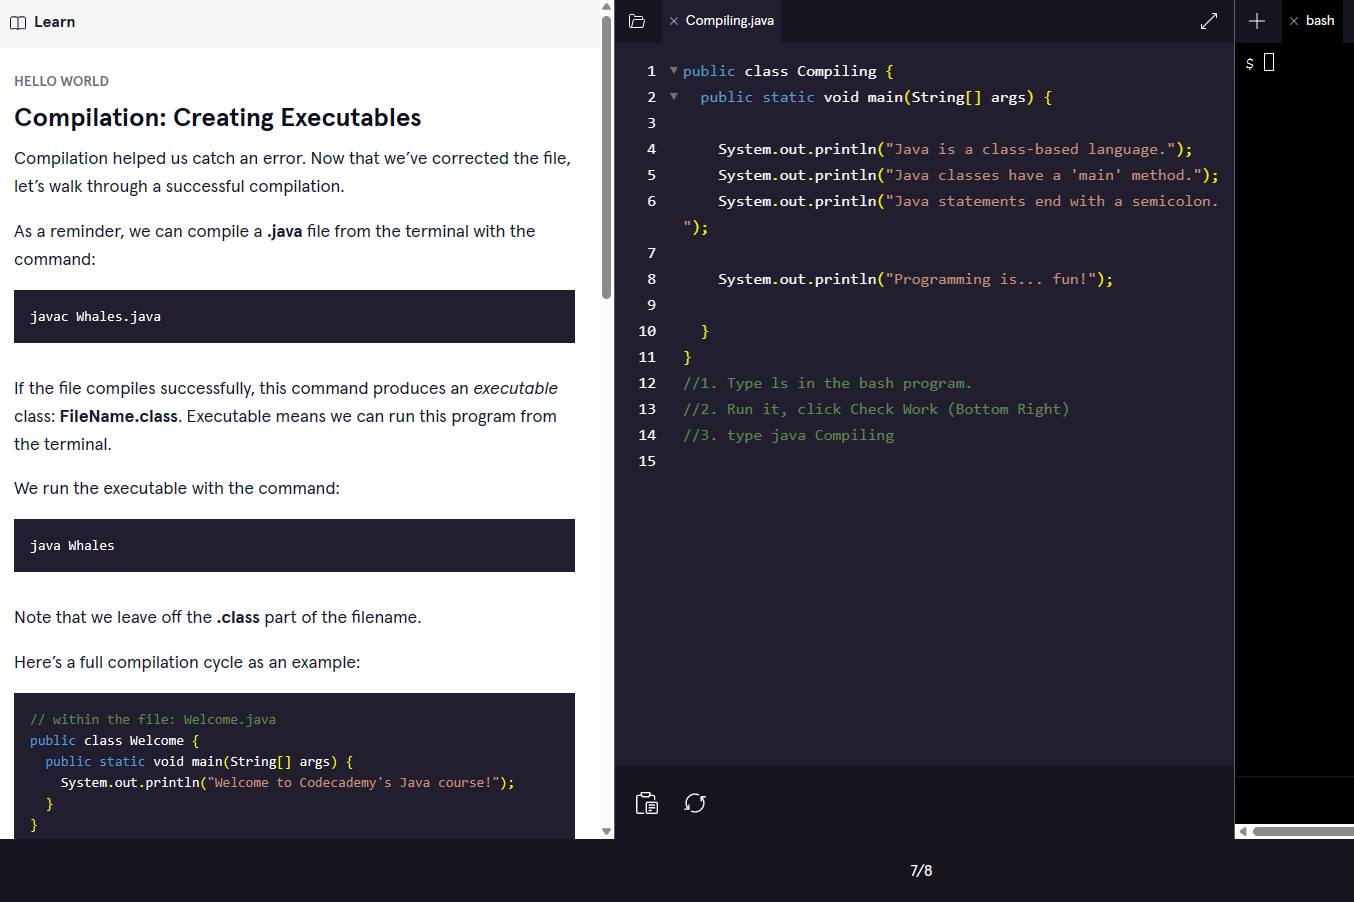 Learn
HELLO WORLD
Compilation: Creating Executables
Compilation helped us catch an error. Now that we’ve corrected the file,
let’s walk through a successful compilation.
As a reminder, we can compile a .java file from the terminal with the
command:
javac Whales.java
If the file compiles successfully, this command produces an executable
class: FileName.class. Executable means we can run this program from
the terminal.
We run the executable with the command:
java Whales
Note that we leave off the .class part of the filename.
Here’s a full compilation cycle as an example:
// within the file: Welcome.java
public class Welcome {
  public static void main(String[] args) {
    System.out.println("Welcome to Codecademy's Java course!");
  }
}
Compiling.java
1 public class Compiling {
2   public static void main(String[] args) {
3
4     System.out.println("Java is a class-based language.");
5     System.out.println("Java classes have a 'main' method.");
6     System.out.println("Java statements end with a semicolon.
");
7
8     System.out.println("Programming is... fun!");
9
10   }
11 }
12 //1. Type ls in the bash program.
13 //2. Run it, click Check Work (Bottom Right)
14 //3. type java Compiling
15
bash
$
7/8